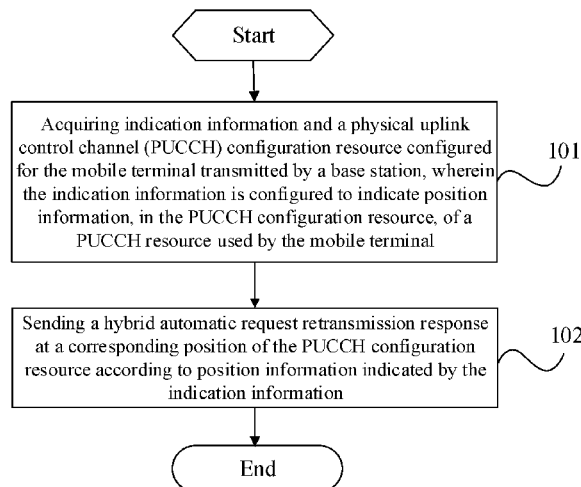 Start
Acquiring indication information and a physical uplink
control channel (PUCCH) configuration resource configured
for the mobile terminal transmitted by a base station, wherein
the indication information is configured to indicate position
information, in the PUCCH configuration resource, of a
PUCCH resource used by the mobile terminal
101
Sending a hybrid automatic request retransmission response
at a corresponding position of the PUCCH configuration
resource according to position information indicated by the
indication information
102
End